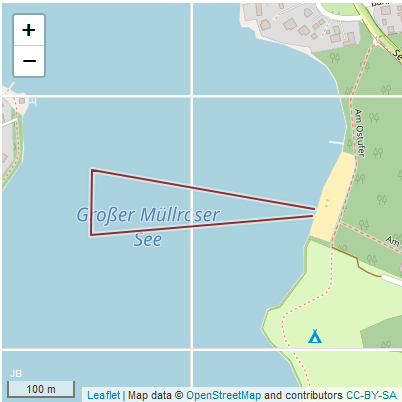 +
−
Am Ostufer
Großer Müllroser
See
Am
JB
100 m
Leaflet | Map data © OpenStreetMap and contributors CC-BY-SA